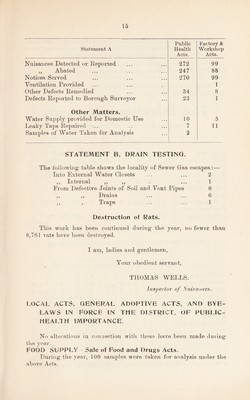 15
Statement A
Public Health Acts.
Factory & Workshop Acts.
Nuisances Detected or Reported ... ... 272 99
„ Abated ... ... ... 247 88
Notices Served ... ... ... 270 99
Ventilation Provided ... ... ... 1
Other Defects Remedied ... ... ... 34 8
Defects Reported to Borough Surveyor ... 23 1
Other Matters.
Water Supply provided for Domestic Use ... 10 5
Leaky Taps Repaired ... ... ... 7 11
Samples of Water Taken for Analysis ... 2
STATEMENT B. DRAIN TESTING.
The following table shows the locality of Sewer Gas escapes:—
Into External Water Closets ... ... 2
„ Internal „ „ ... ... 1
From Defective Joints of Soil and Vent Pipes 8
„ „ Drains ... ... 6
„ „ Traps ... ... 1
Destruction of Rats.
This work has been continued during the year, no fewer than
8,761 rats have been destroyed.
I am, ladies and gentlemen,
Your obedient servant,
THOMAS WELLS.
Inspector of Nuisances.
LOCAL ACTS, GENERAL ADOPTIVE ACTS, AND BYE-
LAWS IN FORCE IN THE DISTRICT, OF PUBLIC-
HEALTH IMPORTANCE.
No alterations in connection with these have been made during
the year.
FOOD SUPPLY—Sale of Food and Drugs Acts.
During the year, 109 samples were taken for analysis under the
above Acts.